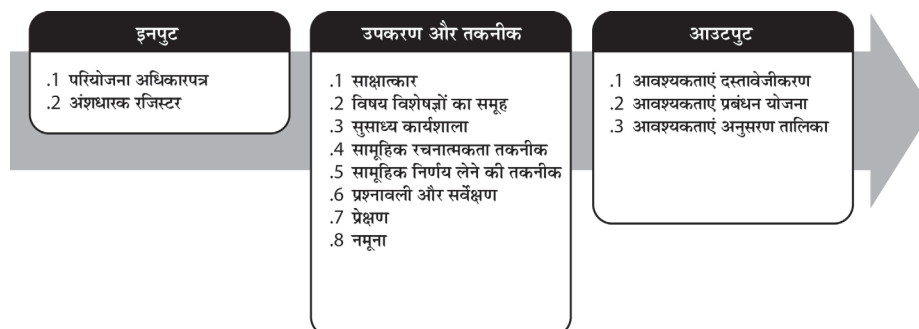 इनपुट
.1 परियोजना अधिकारपत्र
.2 अंशधारक रजिस्टर
उपकरण और तकनीक
.1 साक्षात्कार
.2 विषय विशेषज्ञों का समूह
.3 सुसाध्य कार्यशाला
.4 सामूहिक रचनात्मकता तकनीक
.5 सामूहिक निर्णय लेने की तकनीक
.6 प्रश्नावली और सर्वेक्षण
.7 प्रेक्षण
.8 नमूना
आउटपुट
.1 आवश्यकताएं दस्तावेजीकरण
.2 आवश्यकताएं प्रबंधन योजना
.3 आवश्यकताएं अनुसरण तालिका